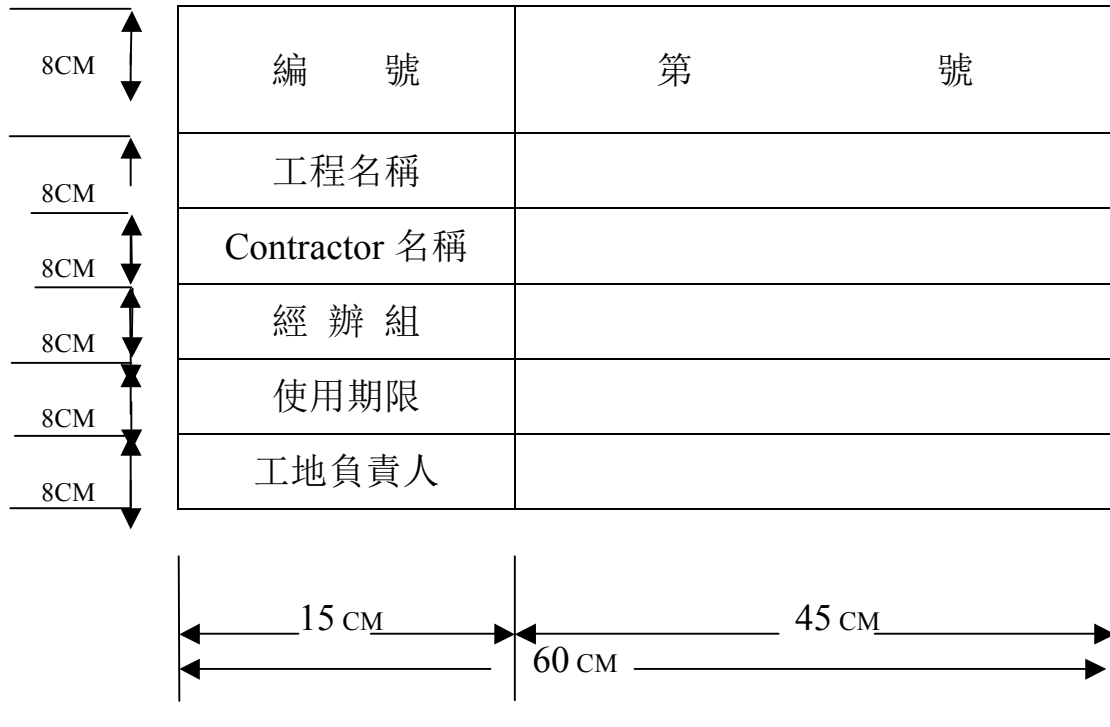 8CM 編 號 第 號
8CM 工程名稱
8CM Contractor 名稱
8CM 經 辦 組
8CM 使用期限
8CM 工地負責人
15 CM 45 CM
60 CM